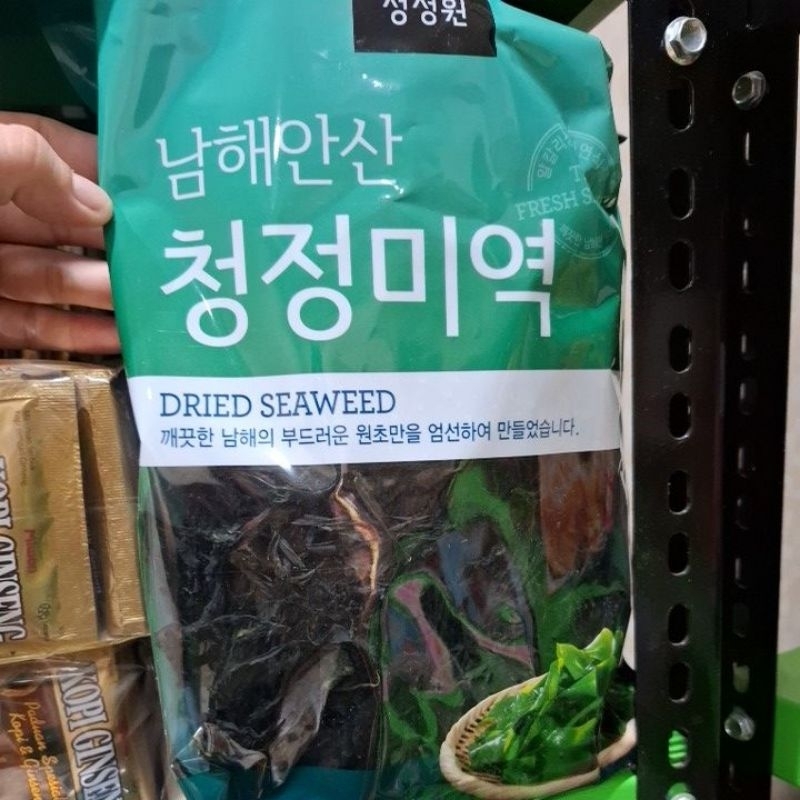 청정원
남해안산
청정미역
FRESH
DRIED SEAWEED
깨끗한 남해의 부드러운 원초만을 엄선하여 만들었습니다.
KOPI GINSENG
KOPI GINSENG
Paduan
Kopi &